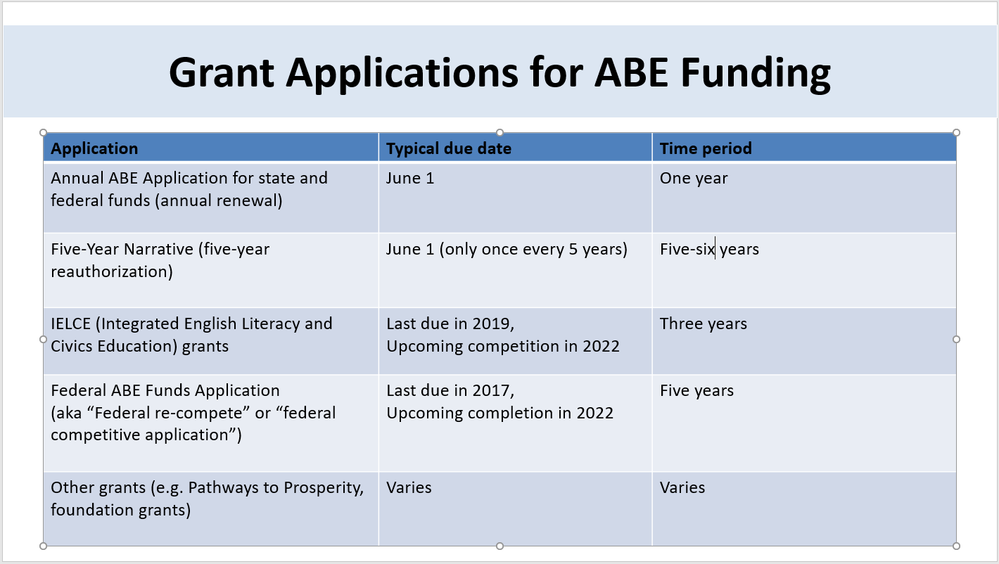 Grant Applications for ABE Funding
Application
Typical due date
Time period
Annual ABE Application for state and
federal funds (annual renewal)
June 1
One year
Five-Year Narrative (five-year
reauthorization)
June 1 (only once every 5 years)
Five-six years
IELCE (Integrated English Literacy and
Civics Education) grants
Last due in 2019,
Upcoming competition in 2022
Three years
Federal ABE Funds Application
(aka “Federal re-compete” or “federal
competitive application”)
Last due in 2017,
Upcoming completion in 2022
Five years
Other grants (e.g. Pathways to Prosperity,
foundation grants)
Varies
Varies